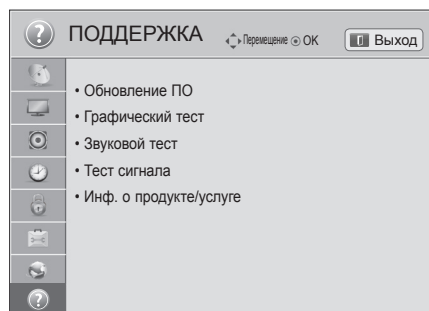 ПОДДЕРЖКА Перемещение OK Выход
• Обновление ПО
• Графический тест
• Звуковой тест
• Тест сигнала
• Инф. о продукте/услуге